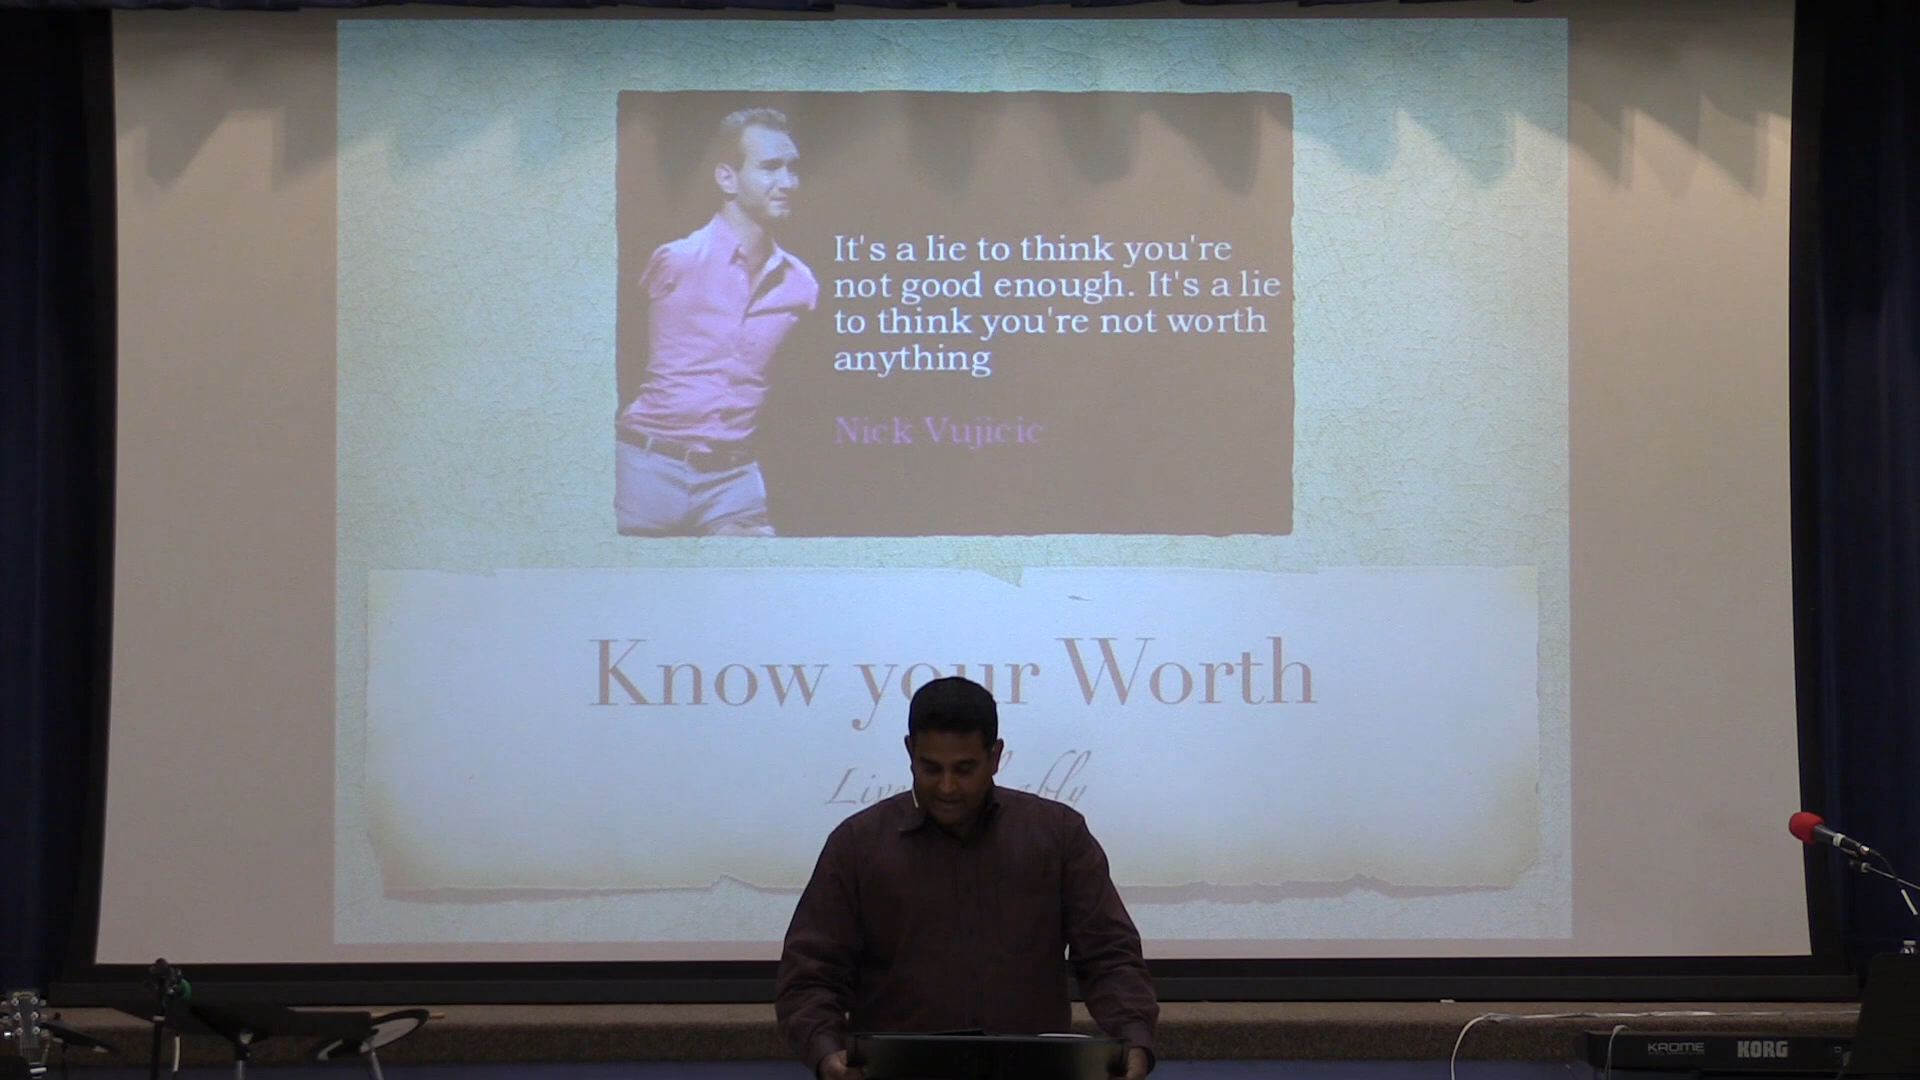 It's a lie to think you're
not good enough. It's a lie
to think you're not worth
anything
Nick Vujicic
Know your Worth
KROME
KORG